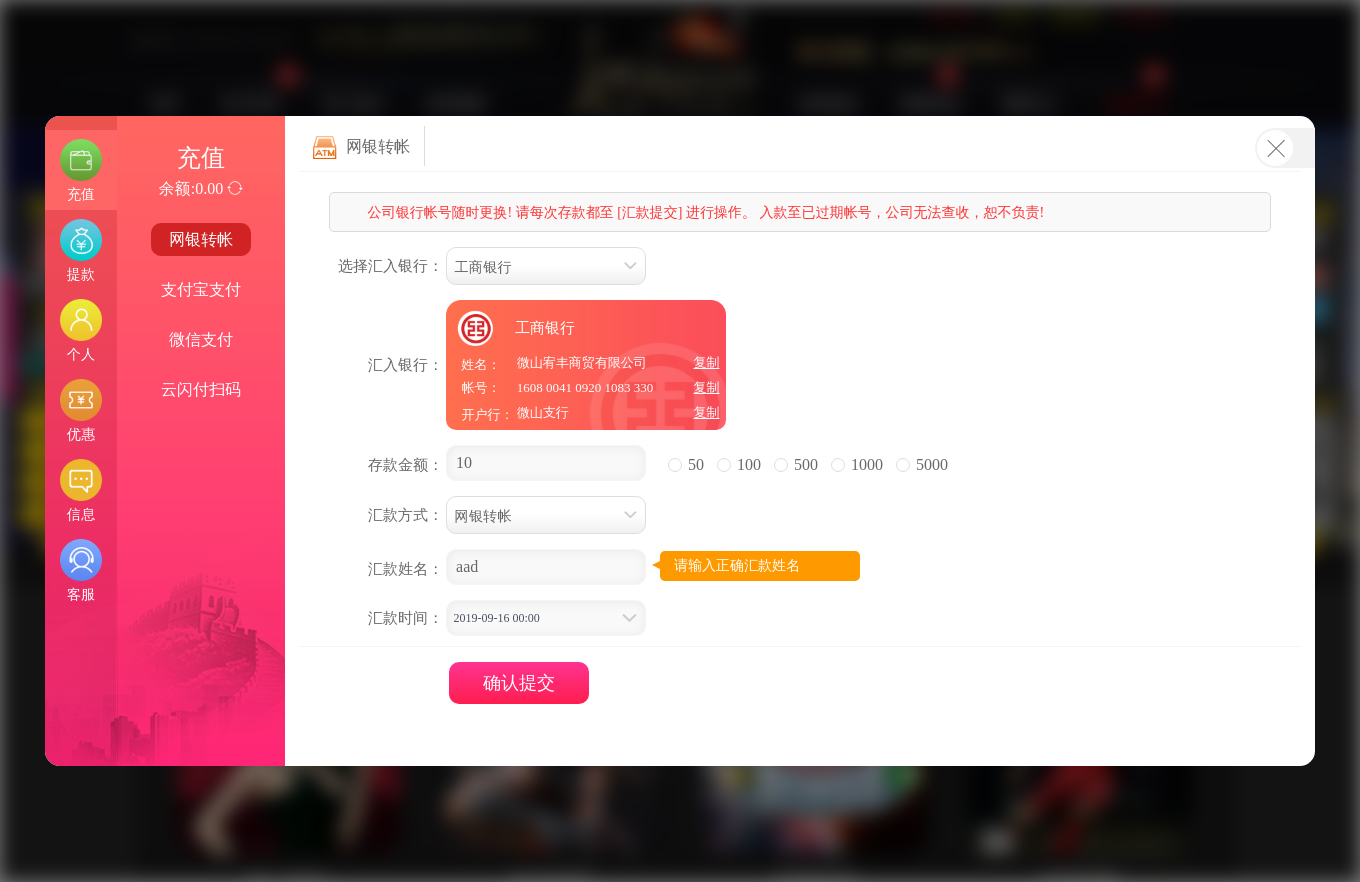 充值
提款
个人
优惠
信息
客服
充值
余额:0.00
网银转帐
支付宝支付
微信支付
云闪付扫码
ATM 网银转帐
公司银行帐号随时更换! 请每次存款都至 [汇款提交] 进行操作。 入款至已过期帐号，公司无法查收，恕不负责!
选择汇入银行： 工商银行
汇入银行：
工商银行
姓名： 微山宥丰商贸有限公司 复制
帐号： 1608 0041 0920 1083 330 复制
开户行： 微山支行 复制
存款金额： 10 50 100 500 1000 5000
汇款方式： 网银转帐
汇款姓名： aad 请输入正确汇款姓名
汇款时间： 2019-09-16 00:00
确认提交